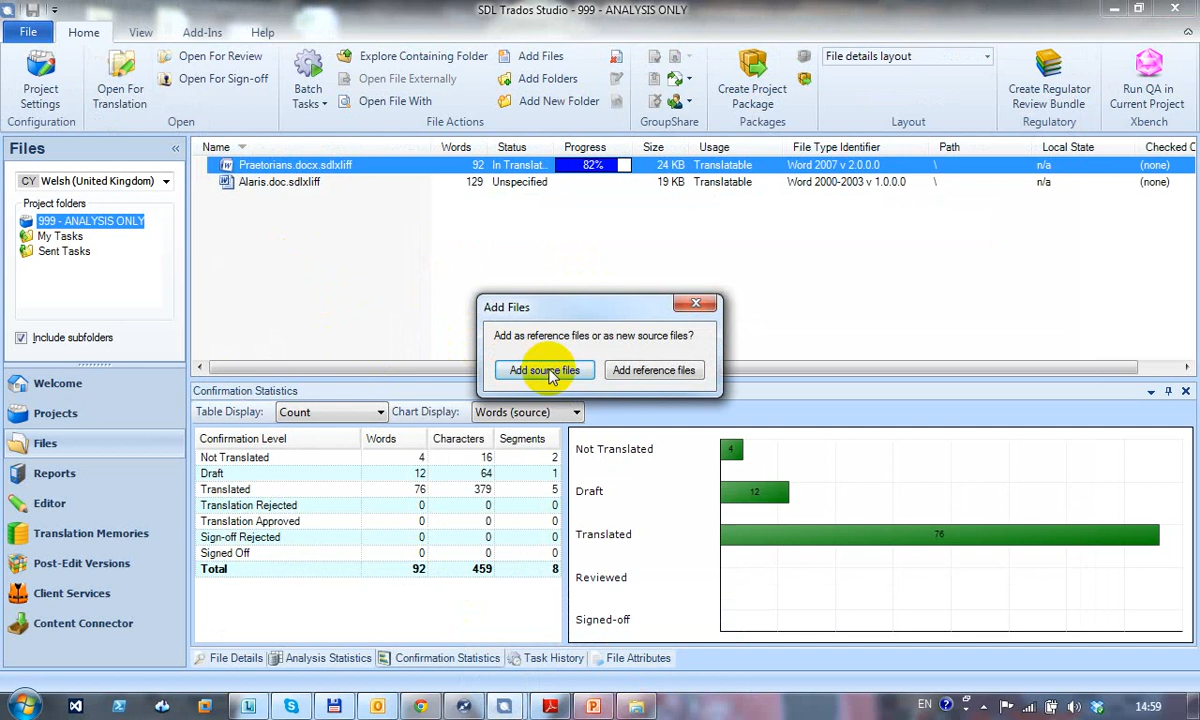 SDL Trados Studio - 999 - ANALYSIS ONLY
File Home View Add-Ins Help
Project Settings
Configuration
Open For Translation
Open For Review
Open For Sign-off
Open
Batch Tasks
Explore Containing Folder
Open File Externally
Open File With
Add Files
Add Folders
Add New Folder
File Actions
GroupShare
Create Project Package
Packages
File details layout
Layout
Create Regulator Review Bundle
Regulatory
Run QA in Current Project
Xbench
Files «
CY Welsh (United Kingdom)
Project folders
999 - ANALYSIS ONLY
My Tasks
Sent Tasks
Include subfolders
Welcome
Projects
Files
Reports
Editor
Translation Memories
Post-Edit Versions
Client Services
Content Connector
Name Words Status Progress Size Usage File Type Identifier Path Local State Checked O
Praetorians.docx.sdlxliff 92 In Translat... 82% 24 KB Translatable Word 2007 v 2.0.0.0 \ n/a (none)
Alaris.doc.sdlxliff 129 Unspecified 19 KB Translatable Word 2000-2003 v 1.0.0.0 \ n/a (none)
Add Files
Add as reference files or as new source files?
Add source files Add reference files
Confirmation Statistics
Table Display: Count Chart Display: Words (source)
Confirmation Level Words Characters Segments
Not Translated 4 16 2
Draft 12 64 1
Translated 76 379 5
Translation Rejected 0 0 0
Translation Approved 0 0 0
Sign-off Rejected 0 0 0
Signed Off 0 0 0
Total 92 459 8
Not Translated 4
Draft 12
Translated 76
Reviewed
Signed-off
File Details Analysis Statistics Confirmation Statistics Task History File Attributes
EN 14:59